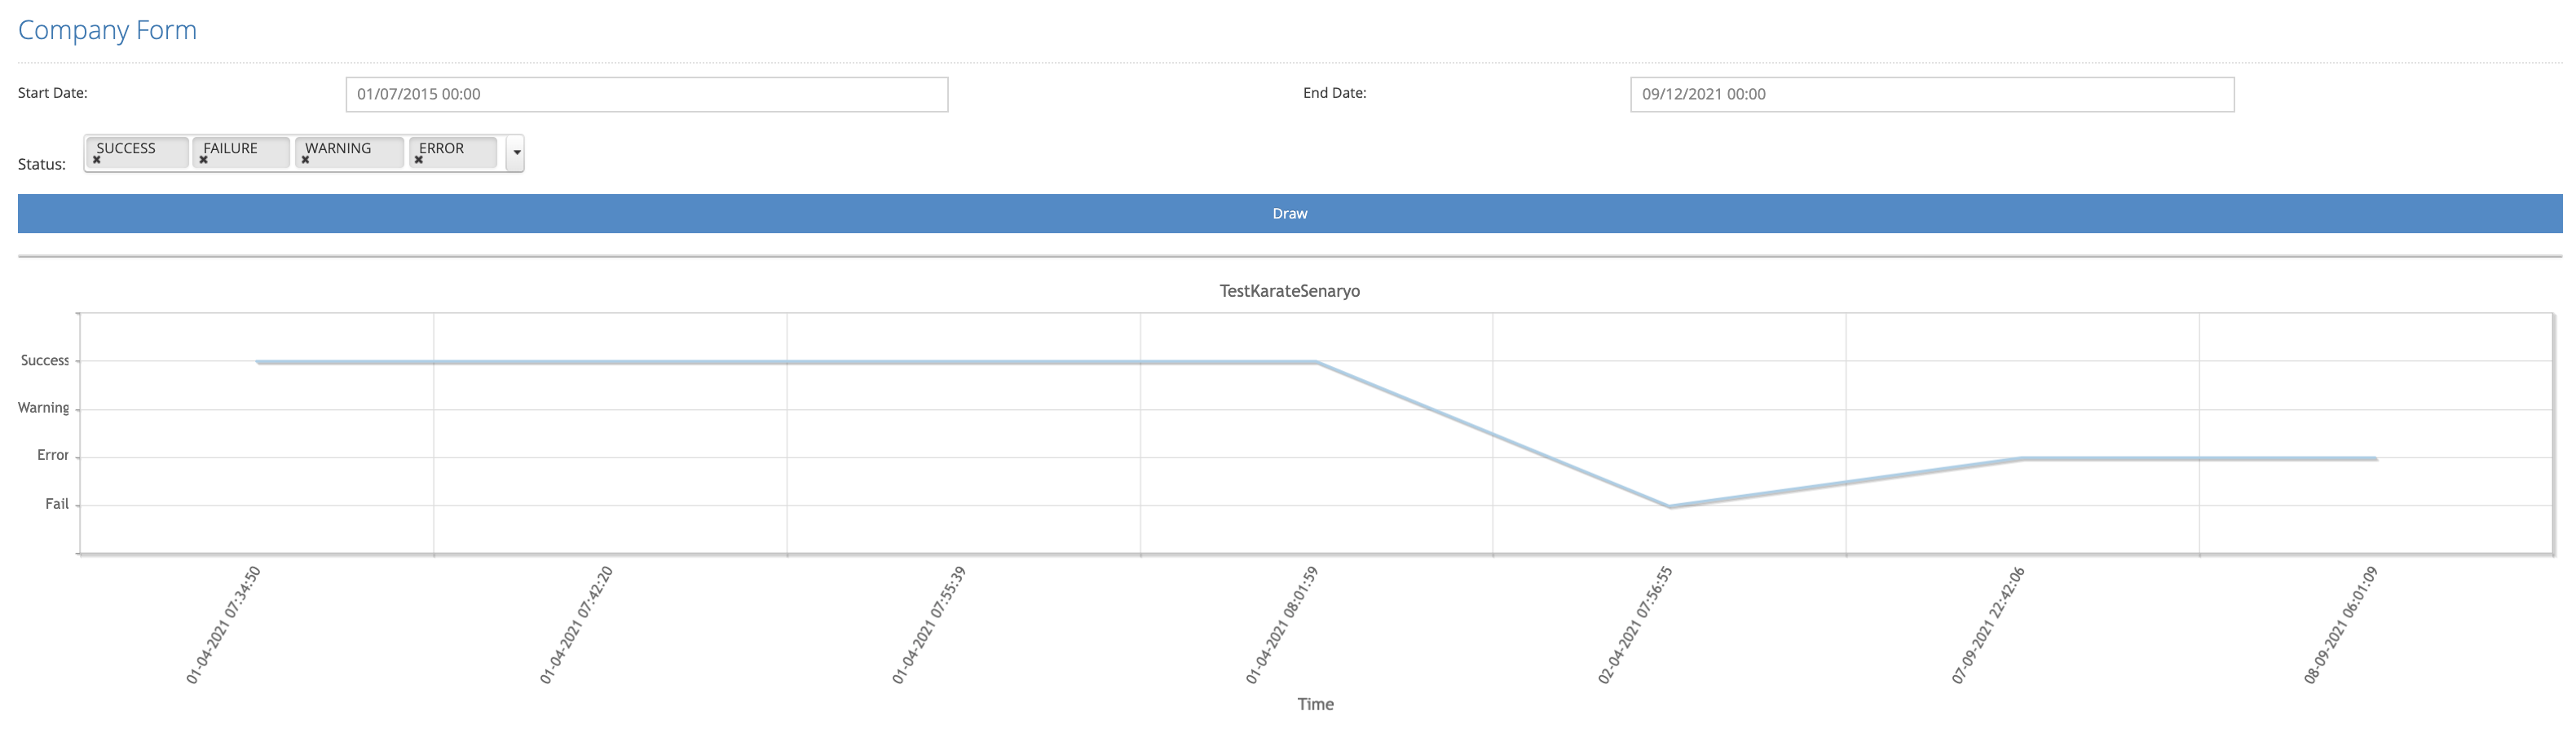 Company Form
Start Date: 01/07/2015 00:00 End Date: 09/12/2021 00:00
Status: SUCCESS FAILURE WARNING ERROR
Draw
TestKarateSenaryo
Success
Warning
Error
Fail
01-04-2021 07:34:50
01-04-2021 07:42:20
01-04-2021 07:55:39
01-04-2021 08:01:59
02-04-2021 07:56:55
07-09-2021 22:42:06
08-09-2021 06:01:09
Time